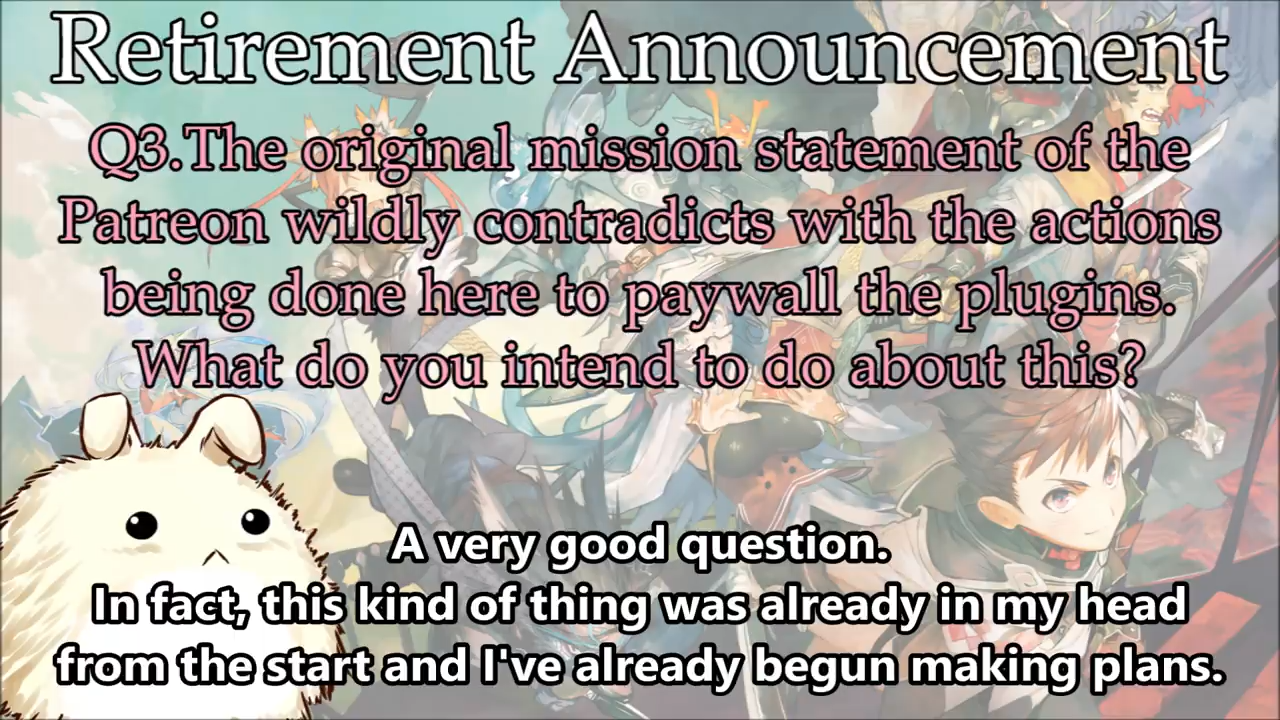 Retirement Announcement
Q3.The original mission statement of the
Patreon wildly contradicts with the actions
being done here to paywall the plugins.
What do you intend to do about this?
A very good question.
In fact, this kind of thing was already in my head
from the start and I've already begun making plans.